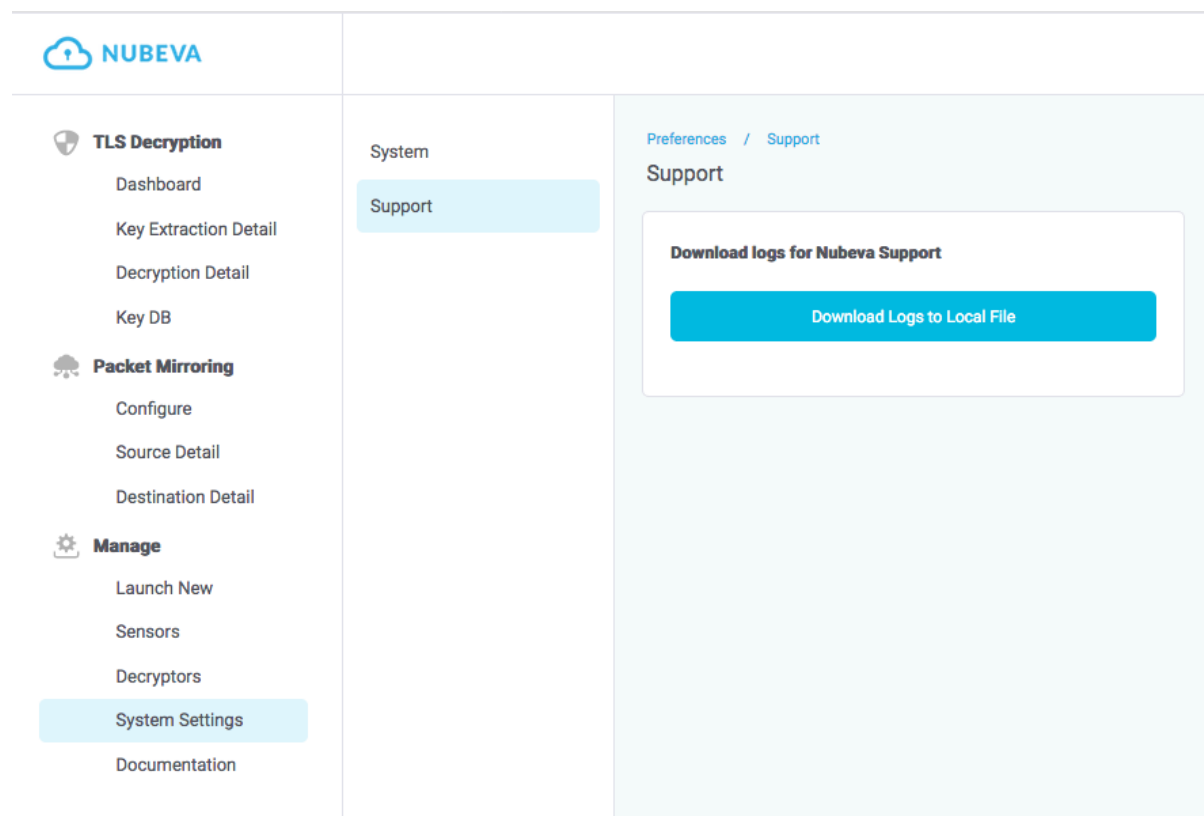 NUBEVA
TLS Decryption
Dashboard
Key Extraction Detail
Decryption Detail
Key DB
Packet Mirroring
Configure
Source Detail
Destination Detail
Manage
Launch New
Sensors
Decryptors
System Settings
Documentation
System
Support
Preferences / Support
Support
Download logs for Nubeva Support
Download Logs to Local File